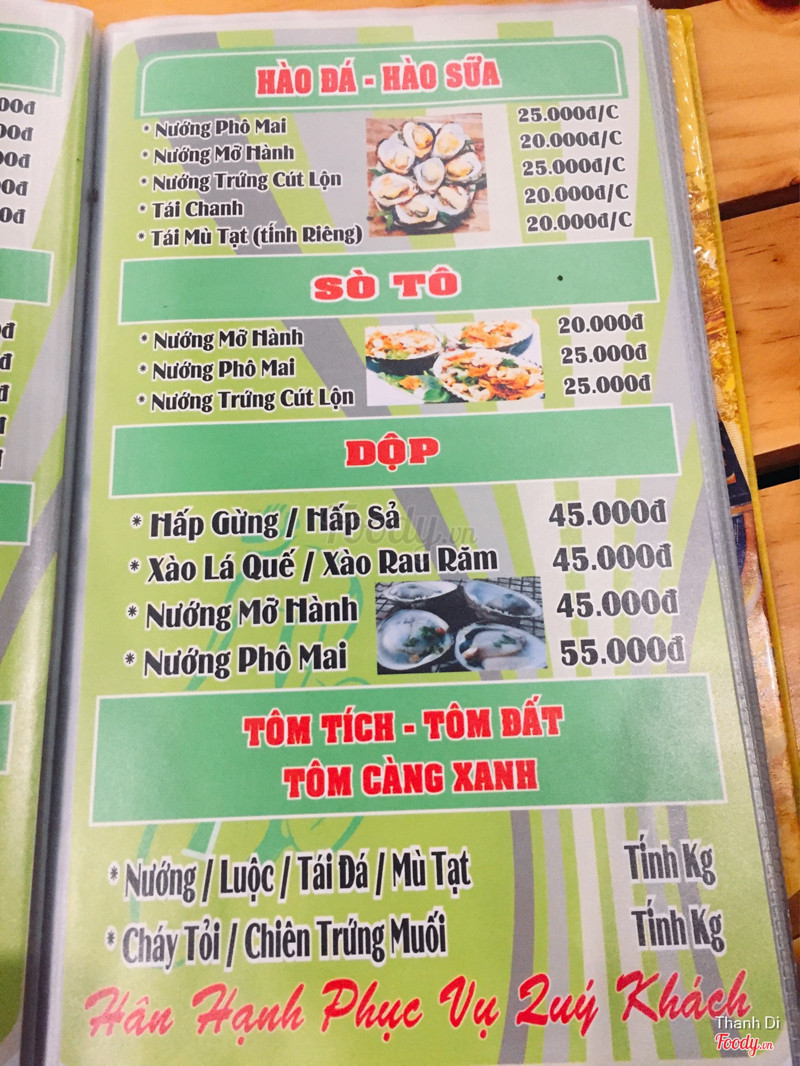 HÀO ĐÁ - HÀO SỮA
* Nướng Phô Mai 25.000đ/C
* Nướng Mỡ Hành 20.000đ/C
* Nướng Trứng Cút Lộn 25.000đ/C
* Tái Chanh 20.000đ/C
* Tái Mù Tạt (tính Riêng) 20.000đ/C
SÒ TÔ
* Nướng Mỡ Hành 20.000đ
* Nướng Phô Mai 25.000đ
* Nướng Trứng Cút Lộn 25.000đ
DỘP
* Hấp Gừng / Hấp Sả 45.000đ
Foody.vn
* Xào Lá Quế / Xào Rau Răm 45.000đ
* Nướng Mỡ Hành 45.000đ
* Nướng Phô Mai 55.000đ
TÔM TÍCH - TÔM ĐẤT
TÔM CÀNG XANH
* Nướng / Luộc / Tái Đá / Mù Tạt Tính Kg
* Cháy Tỏi / Chiên Trứng Muối Tính Kg
Hân Hạnh Phục Vụ Quý Khách
Thanh Di
Foody.vn